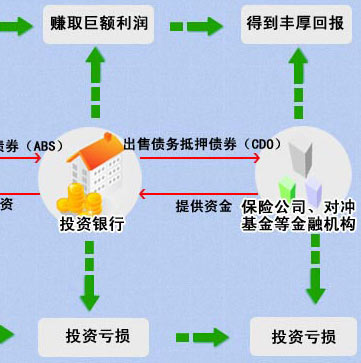 赚取巨额利润
得到丰厚回报
债券（ABS）
出售债务抵押债券（CDO）
资
提供资金
投资银行
保险公司、对冲
基金等金融机构
投资亏损
投资亏损